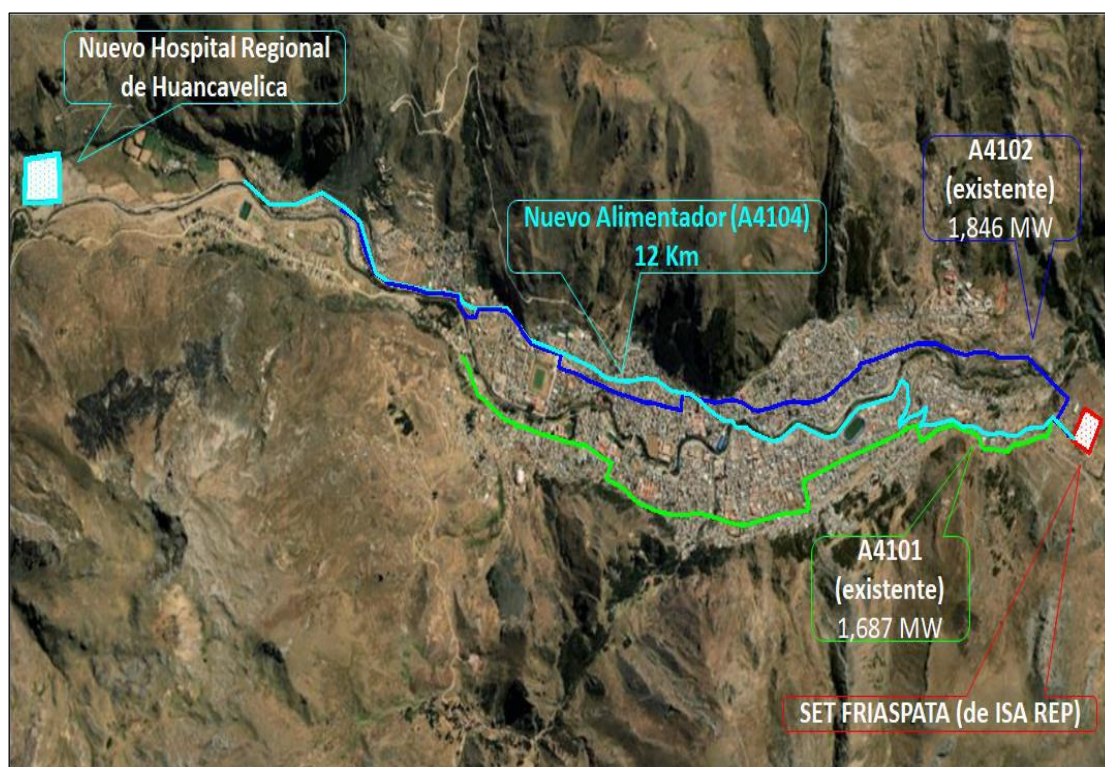 Nuevo Hospital Regional
de Huancavelica
A4102
(existente)
1,846 MW
Nuevo Alimentador (A4104)
12 Km
A4101
(existente)
1,687 MW
SET FRIASPATA (de ISA REP)